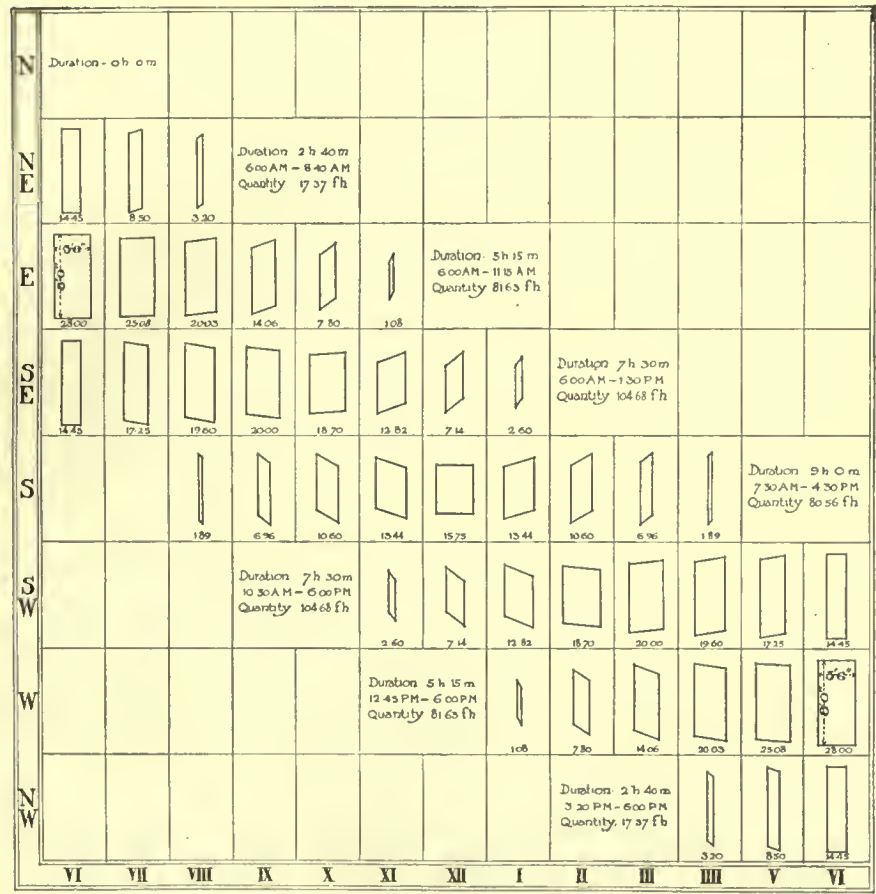 N
Duration - 0h 0m
NE
Duration 2h 40m
6 00 AM - 8 40 AM
Quantity 17 37 fh
14.45 8.50 3.20
E
3'6"
8'0"
Duration 5h 15m
6 00 AM - 11 15 AM
Quantity 81 63 fh
28.00 25.08 20.03 14.06 7.80 1.08
SE
Duration 7h 30m
6 00 AM - 1 30 PM
Quantity 104 68 fh
14.45 17.25 19.60 20.00 18.70 12.82 7.14 2.60
S
Duration 9h 0m
7 30 AM - 4 30 PM
Quantity 80 56 fh
1.89 6.96 10.60 13.44 15.75 13.44 10.60 6.96 1.89
SW
Duration 7h 30m
10 30 AM - 6 00 PM
Quantity 104 68 fh
2.60 7.14 12.82 18.70 20.00 19.60 17.25 14.45
W
Duration 5h 15m
12 45 PM - 6 00 PM
Quantity 81 63 fh
3'6"
8'0"
1.08 7.80 14.06 20.03 25.08 28.00
NW
Duration 2h 40m
3 20 PM - 6 00 PM
Quantity. 17 37 fh
3.20 8.50 14.45
VI VII VIII IX X XI XII I II III IIII V VI